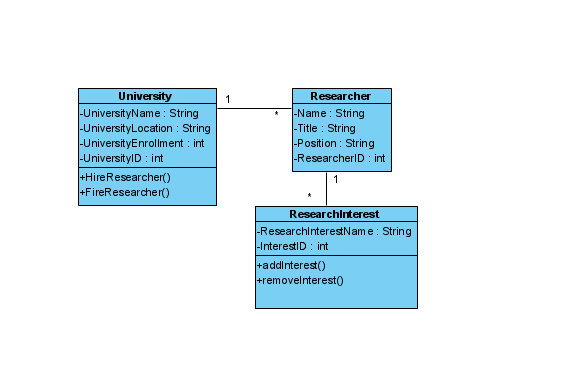 University
-UniversityName : String
-UniversityLocation : String
-UniversityEnrollment : int
-UniversityID : int
+HireResearcher()
+FireResearcher()
1
*
Researcher
-Name : String
-Title : String
-Position : String
-ResearcherID : int
1
*
ResearchInterest
-ResearchInterestName : String
-InterestID : int
+addInterest()
+removeInterest()